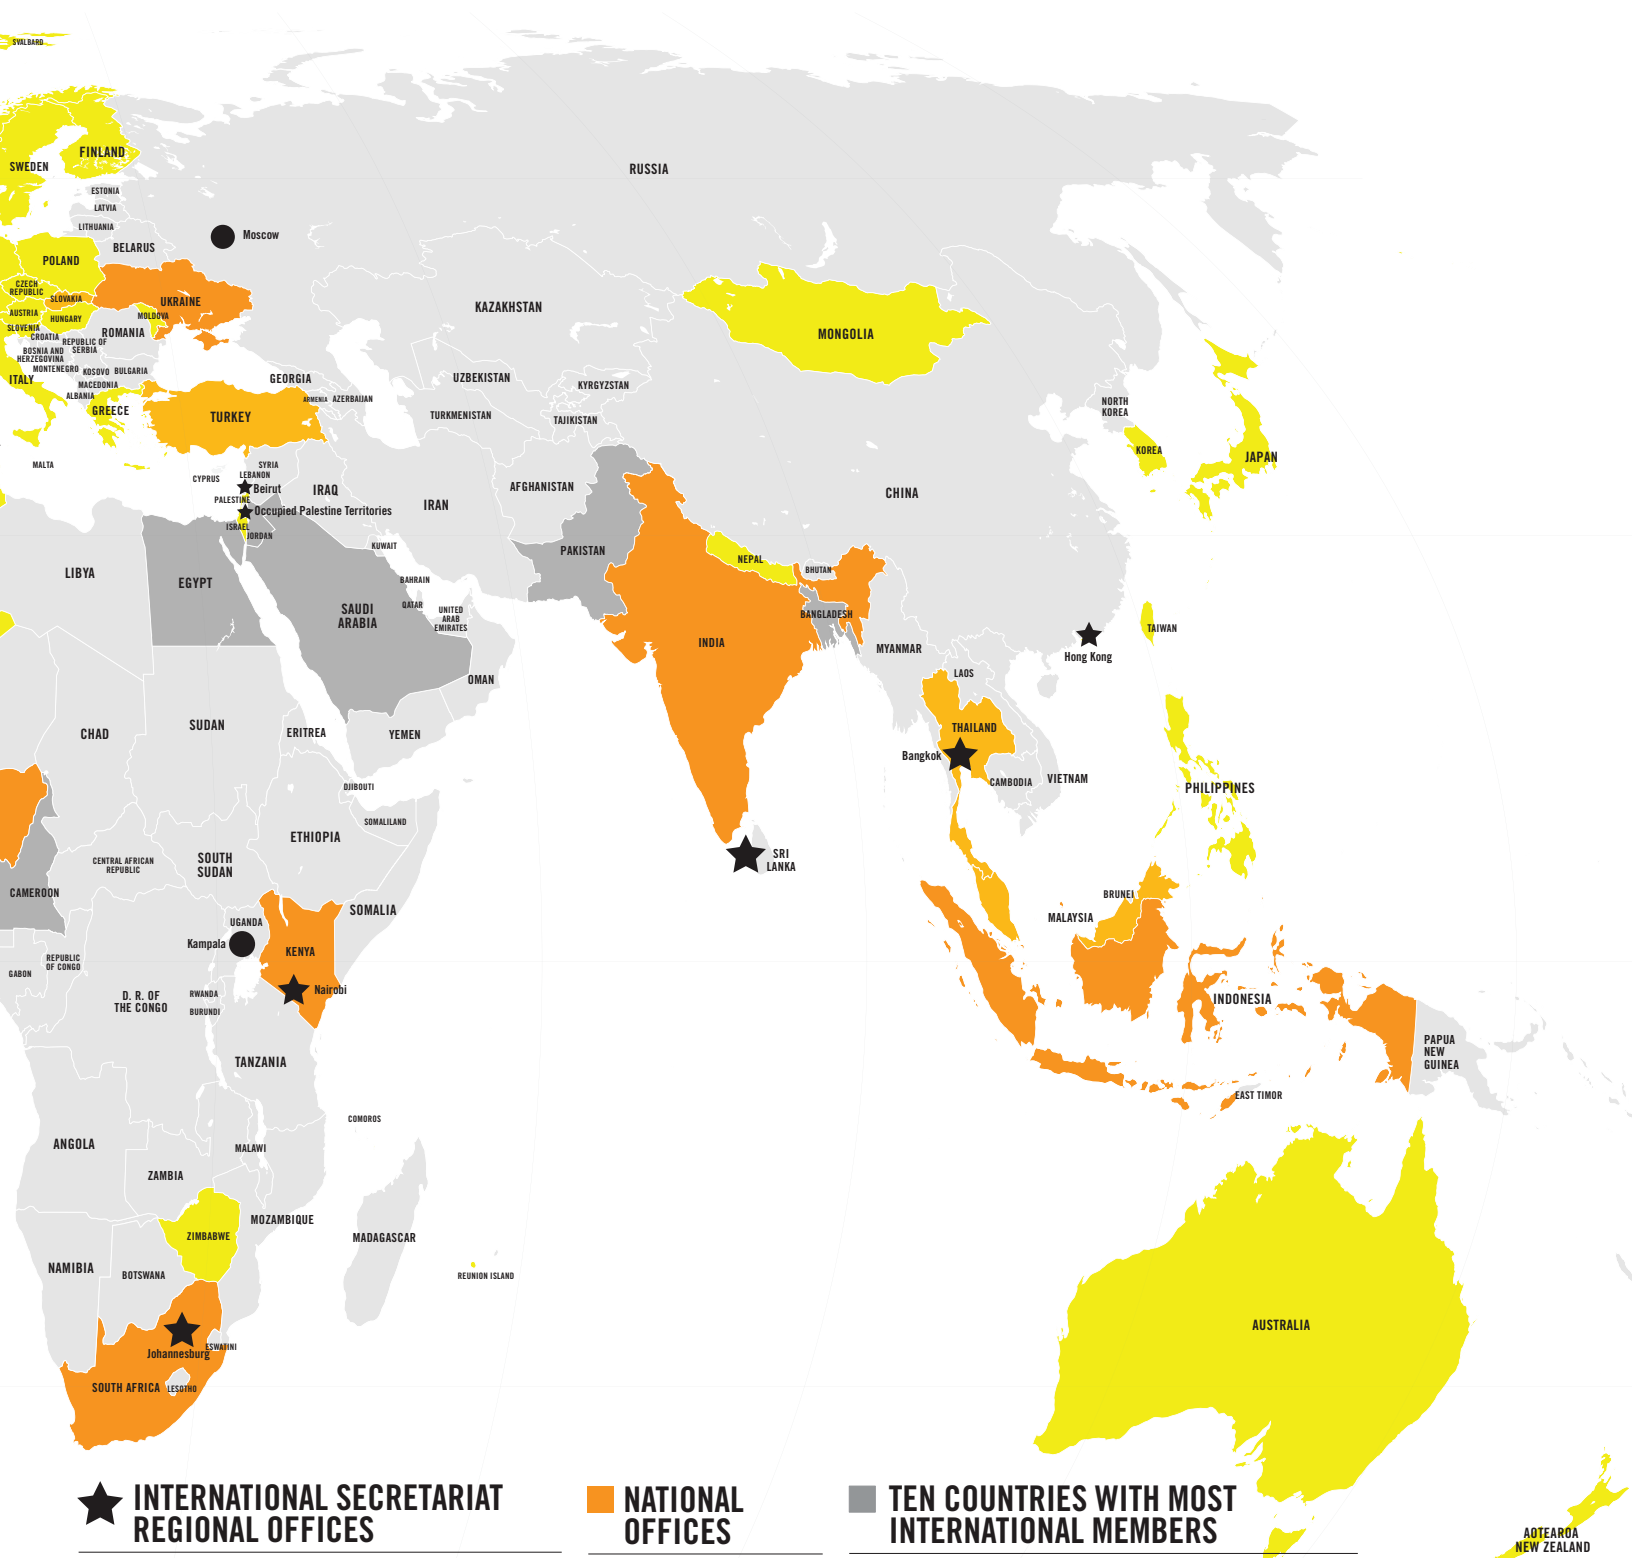 SVALBARD
FINLAND
SWEDEN
RUSSIA
ESTONIA
LATVIA
LITHUANIA
Moscow
BELARUS
POLAND
CZECH
REPUBLIC
SLOVAKIA
UKRAINE
KAZAKHSTAN
AUSTRIA
HUNGARY
MOLDOVA
SLOVENIA
CROATIA
ROMANIA
MONGOLIA
REPUBLIC OF
SERBIA
BOSNIA AND
HERZEGOVINA
MONTENEGRO
KOSOVO
BULGARIA
ITALY
MACEDONIA
ALBANIA
GEORGIA
UZBEKISTAN
KYRGYZSTAN
ARMENIA
AZERBAIJAN
GREECE
TURKEY
TURKMENISTAN
TAJIKISTAN
NORTH
KOREA
KOREA
JAPAN
MALTA
SYRIA
CYPRUS
LEBANON
Beirut
IRAQ
AFGHANISTAN
CHINA
PALESTINE
IRAN
Occupied Palestine Territories
ISRAEL
JORDAN
KUWAIT
PAKISTAN
NEPAL
BHUTAN
LIBYA
EGYPT
BAHRAIN
SAUDI
ARABIA
QATAR
UNITED
ARAB
EMIRATES
BANGLADESH
TAIWAN
INDIA
MYANMAR
Hong Kong
OMAN
LAOS
CHAD
SUDAN
ERITREA
YEMEN
THAILAND
Bangkok
CAMBODIA
VIETNAM
DJIBOUTI
PHILIPPINES
SOMALILAND
ETHIOPIA
CENTRAL AFRICAN
REPUBLIC
SOUTH
SUDAN
SRI
LANKA
CAMEROON
BRUNEI
SOMALIA
MALAYSIA
UGANDA
Kampala
KENYA
REPUBLIC
OF CONGO
GABON
Nairobi
D. R. OF
THE CONGO
RWANDA
BURUNDI
INDONESIA
PAPUA
NEW
GUINEA
TANZANIA
EAST TIMOR
COMOROS
ANGOLA
MALAWI
ZAMBIA
MOZAMBIQUE
ZIMBABWE
MADAGASCAR
NAMIBIA
BOTSWANA
REUNION ISLAND
AUSTRALIA
ESWATINI
Johannesburg
SOUTH AFRICA
LESOTHO
INTERNATIONAL SECRETARIAT
REGIONAL OFFICES
NATIONAL
OFFICES
TEN COUNTRIES WITH MOST
INTERNATIONAL MEMBERS
AOTEAROA
NEW ZEALAND